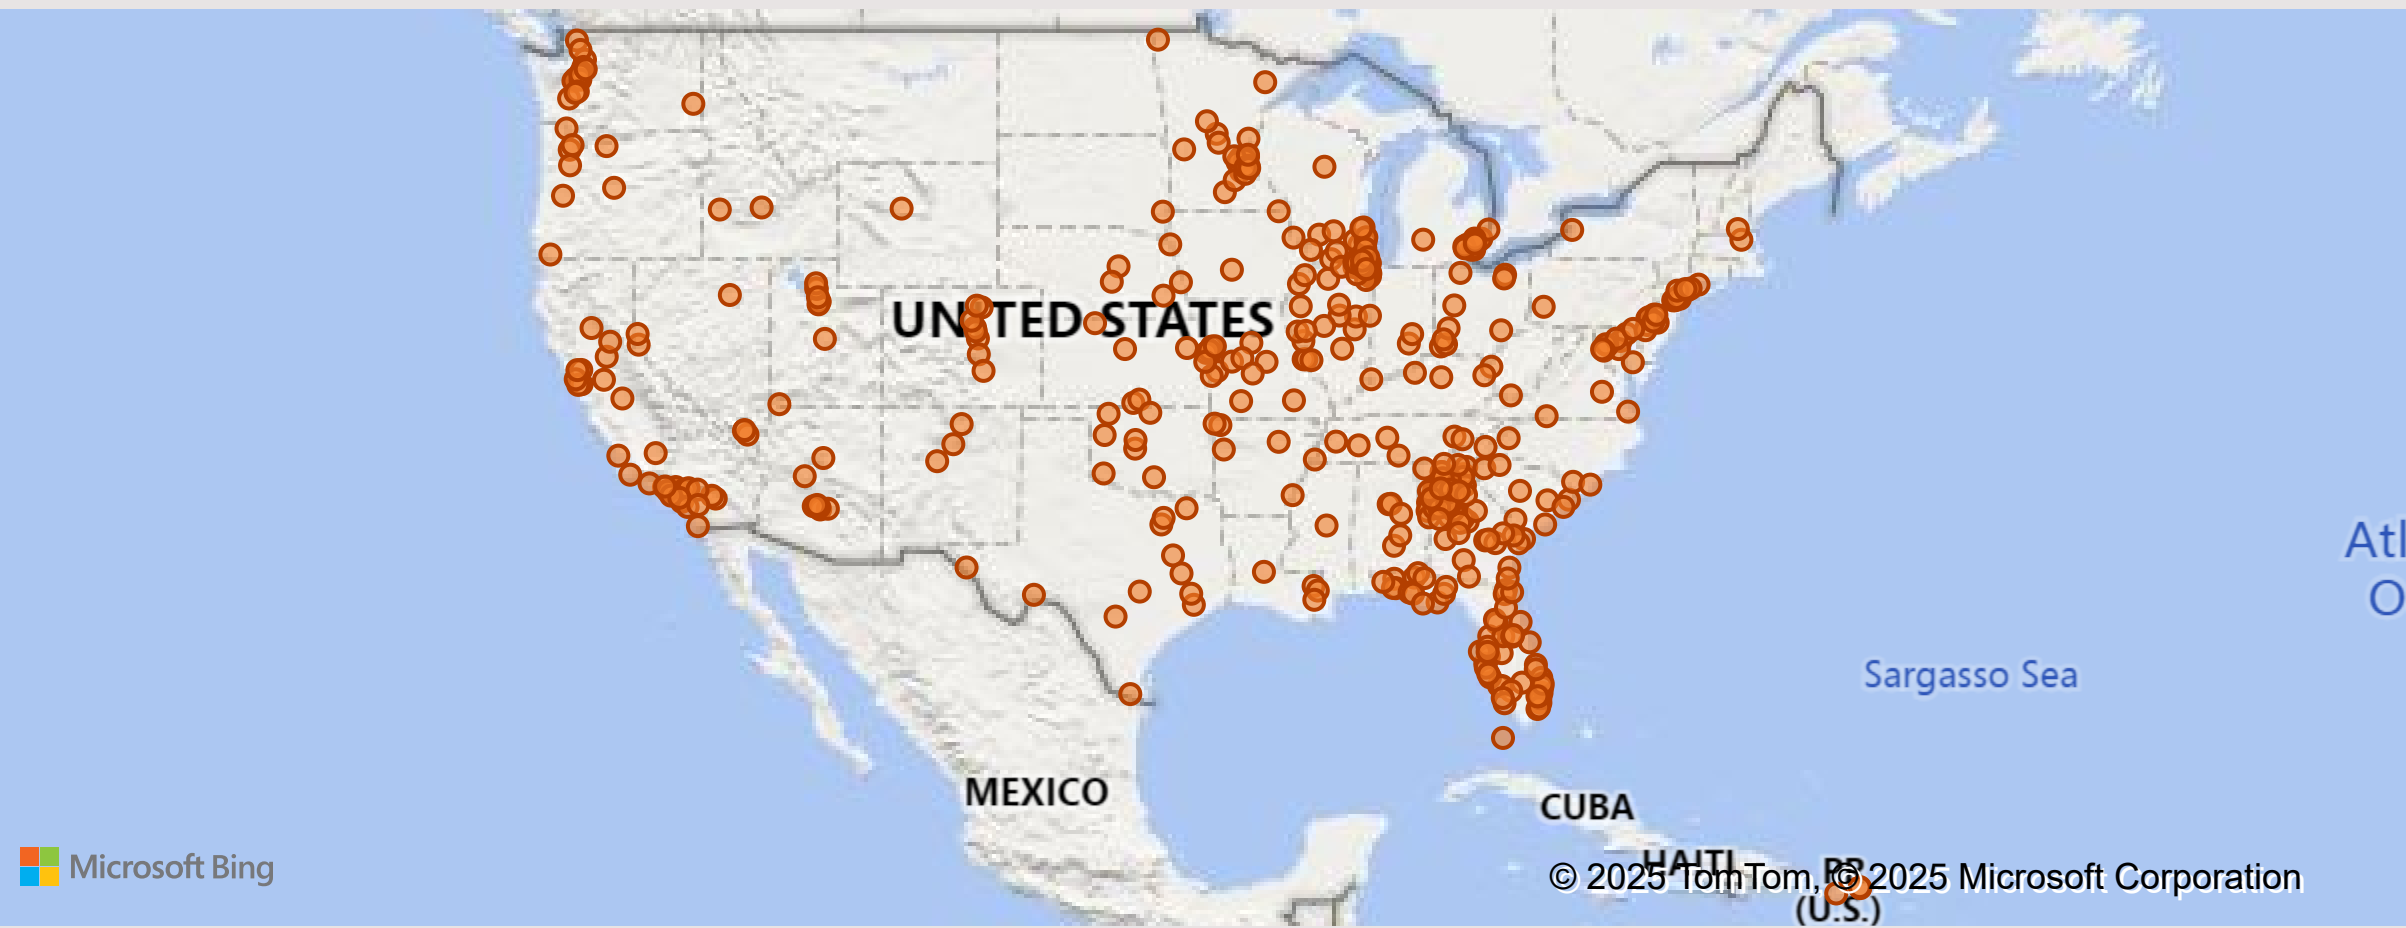 UNITED STATES
Atl
O
Sargasso Sea
MEXICO
CUBA
HAITI
PR
(U.S.)
Microsoft Bing
© 2025 TomTom, © 2025 Microsoft Corporation